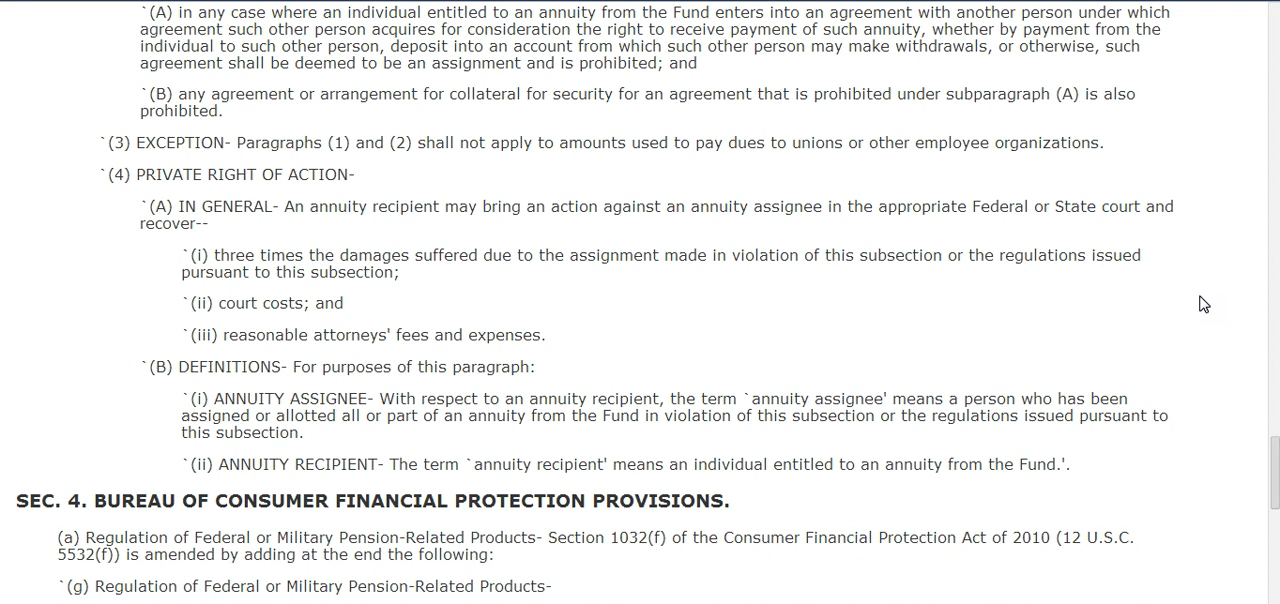 `(A) in any case where an individual entitled to an annuity from the Fund enters into an agreement with another person under which
agreement such other person acquires for consideration the right to receive payment of such annuity, whether by payment from the
individual to such other person, deposit into an account from which such other person may make withdrawals, or otherwise, such
agreement shall be deemed to be an assignment and is prohibited; and
`(B) any agreement or arrangement for collateral for security for an agreement that is prohibited under subparagraph (A) is also
prohibited.
`(3) EXCEPTION- Paragraphs (1) and (2) shall not apply to amounts used to pay dues to unions or other employee organizations.
`(4) PRIVATE RIGHT OF ACTION-
`(A) IN GENERAL- An annuity recipient may bring an action against an annuity assignee in the appropriate Federal or State court and
recover--
`(i) three times the damages suffered due to the assignment made in violation of this subsection or the regulations issued
pursuant to this subsection;
`(ii) court costs; and
`(iii) reasonable attorneys' fees and expenses.
`(B) DEFINITIONS- For purposes of this paragraph:
`(i) ANNUITY ASSIGNEE- With respect to an annuity recipient, the term `annuity assignee' means a person who has been
assigned or allotted all or part of an annuity from the Fund in violation of this subsection or the regulations issued pursuant to
this subsection.
`(ii) ANNUITY RECIPIENT- The term `annuity recipient' means an individual entitled to an annuity from the Fund.'.
SEC. 4. BUREAU OF CONSUMER FINANCIAL PROTECTION PROVISIONS.
(a) Regulation of Federal or Military Pension-Related Products- Section 1032(f) of the Consumer Financial Protection Act of 2010 (12 U.S.C.
5532(f)) is amended by adding at the end the following:
`(g) Regulation of Federal or Military Pension-Related Products-